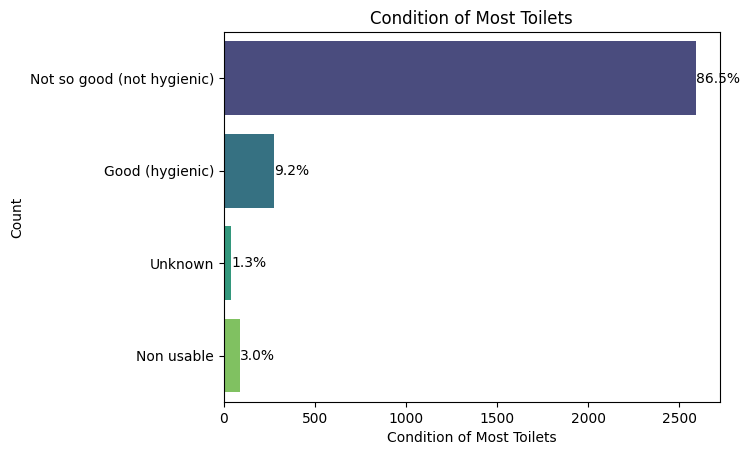 Condition of Most Toilets
Not so good (not hygienic)
86.5%
Good (hygienic)
9.2%
Count
Unknown
1.3%
Non usable
3.0%
0
500
1000
1500
2000
2500
Condition of Most Toilets